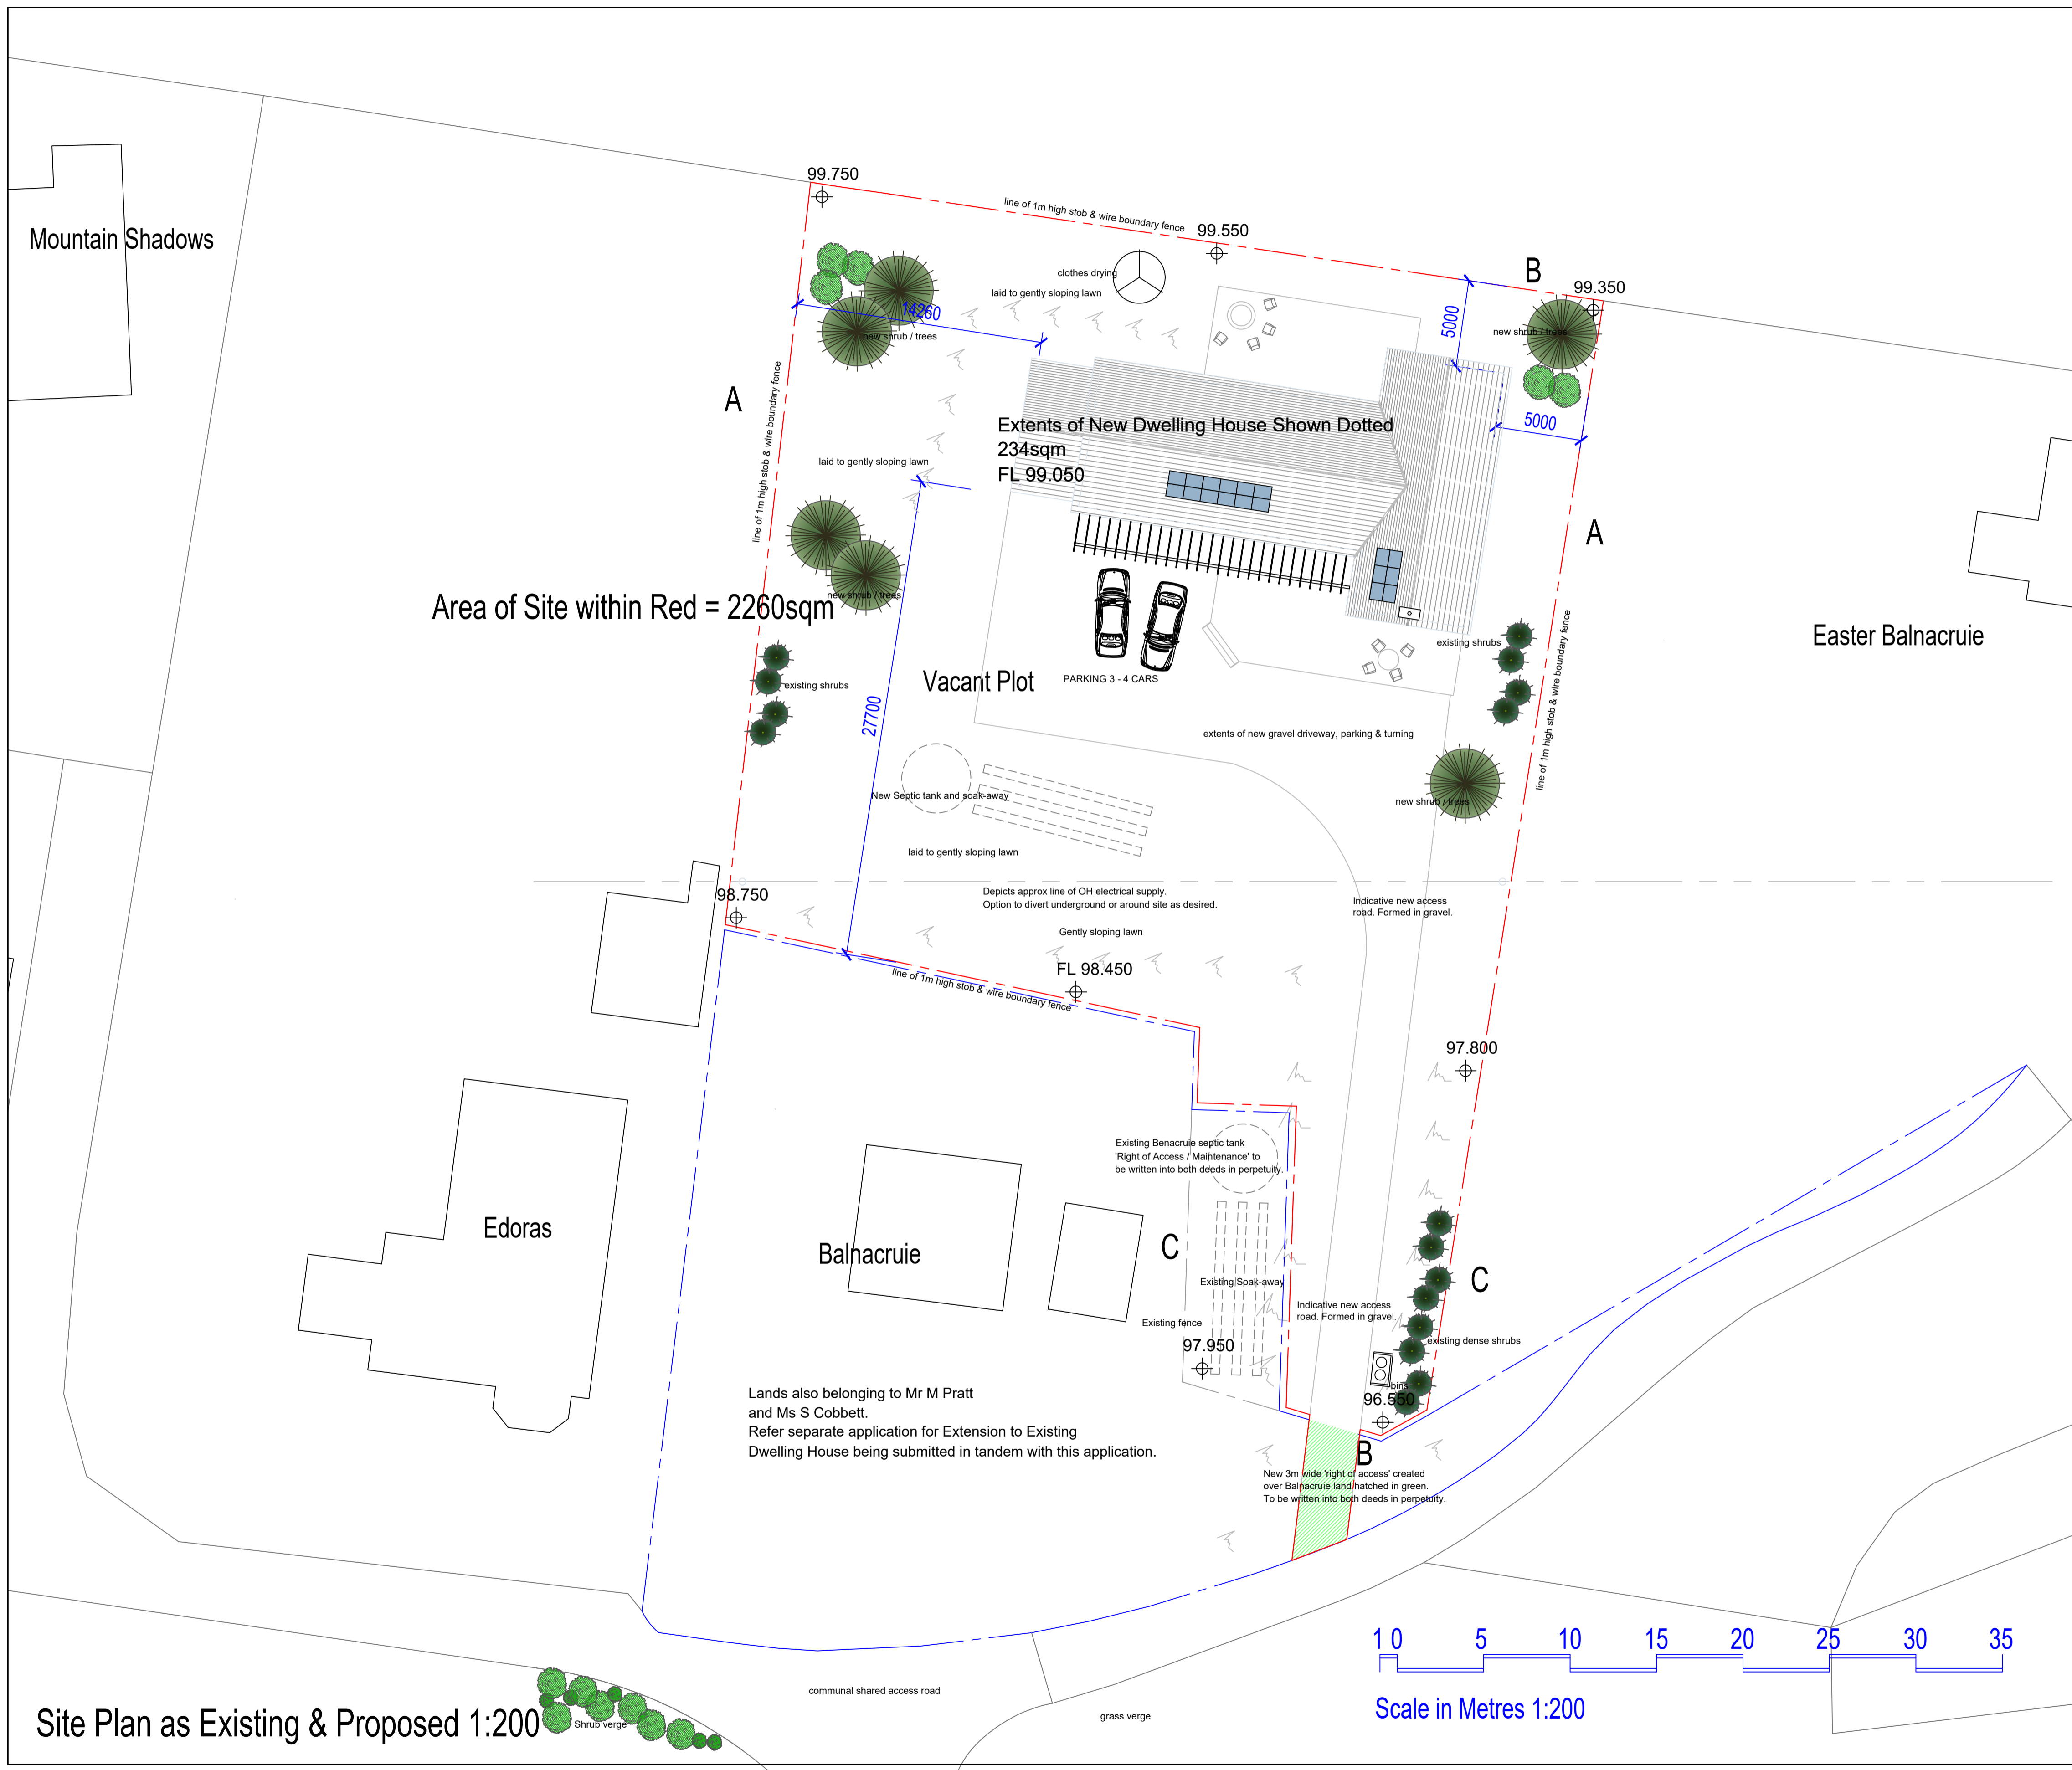 99.750
line of 1m high stob & wire boundary fence
99.550
B
99.350
Mountain Shadows
clothes drying
laid to gently sloping lawn
14260
new shrub / trees
5000
new shrub / trees
A
line of 1m high stob & wire boundary fence
5000
Extents of New Dwelling House Shown Dotted
234sqm
FL 99.050
laid to gently sloping lawn
A
new shrub / trees
Area of Site within Red = 2260sqm
existing shrubs
Easter Balnacruie
line of 1m high stob & wire boundary fence
existing shrubs
Vacant Plot
PARKING 3 - 4 CARS
27700
extents of new gravel driveway, parking & turning
New Septic tank and soak-away
new shrub / trees
laid to gently sloping lawn
98.750
Depicts approx line of OH electrical supply.
Option to divert underground or around site as desired.
Indicative new access
road. Formed in gravel.
Gently sloping lawn
FL 98.450
line of 1m high stob & wire boundary fence
97.800
Existing Benacruie septic tank
'Right of Access / Maintenance' to
be written into both deeds in perpetuity.
Edoras
Balnacruie
C
C
Existing Soak-away
Indicative new access
road. Formed in gravel.
Existing fence
existing dense shrubs
97.950
bins
96.550
Lands also belonging to Mr M Pratt
and Ms S Cobbett.
Refer separate application for Extension to Existing
Dwelling House being submitted in tandem with this application.
B
New 3m wide 'right of access' created
over Balnacruie land hatched in green.
To be written into both deeds in perpetuity.
1 0 5 10 15 20 25 30 35
Scale in Metres 1:200
communal shared access road
grass verge
Shrub verge
Site Plan as Existing & Proposed 1:200